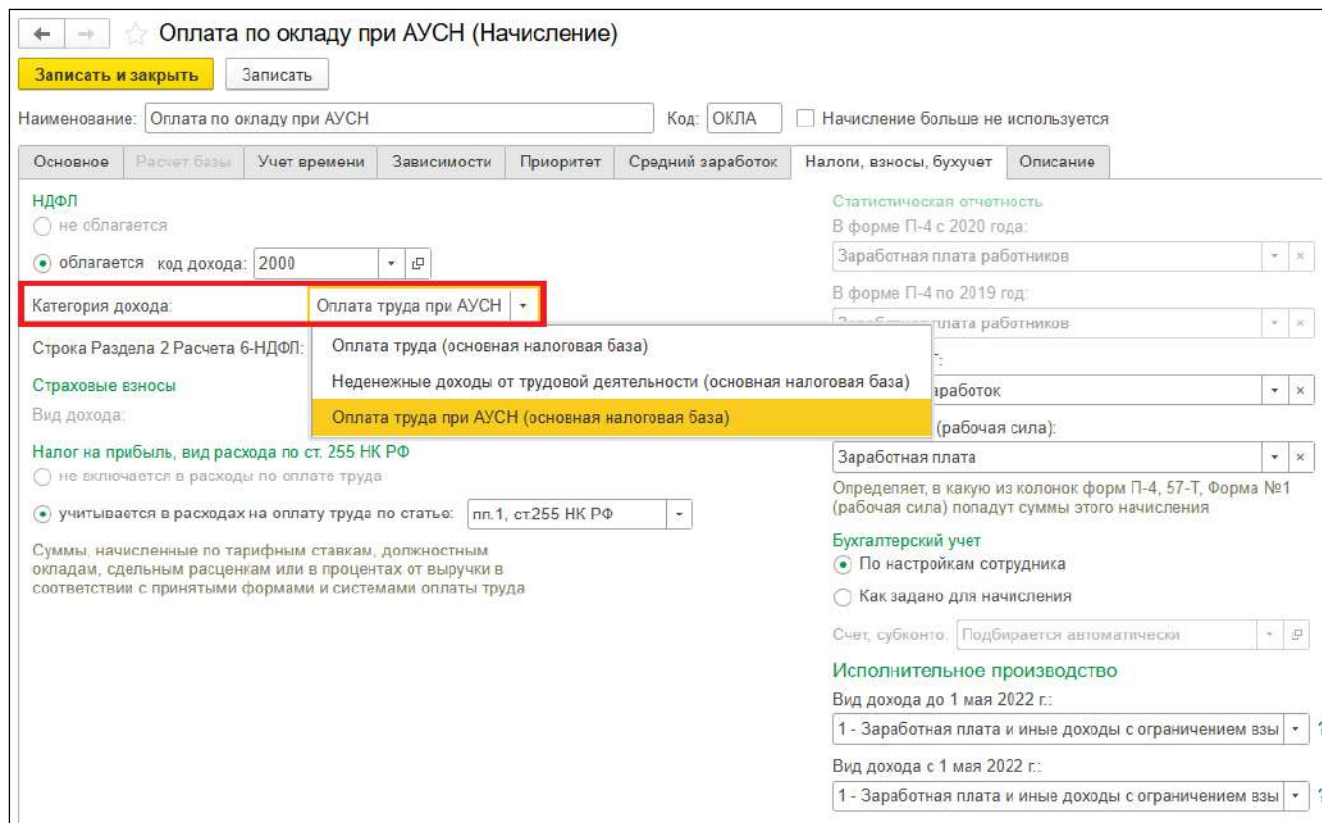 Оплата по окладу при АУСН (Начисление)
Записать и закрыть Записать
Наименование: Оплата по окладу при АУСН Код: ОКЛА Начисление больше не используется
Основное Расчет базы Учет времени Зависимости Приоритет Средний заработок Налоги, взносы, бухучет Описание
НДФЛ
не облагается
облагается код дохода: 2000
Категория дохода: Оплата труда при АУСН
Оплата труда (основная налоговая база)
Неденежные доходы от трудовой деятельности (основная налоговая база)
Оплата труда при АУСН (основная налоговая база)
Строка Раздела 2 Расчета 6-НДФЛ:
Страховые взносы
Вид дохода:
Налог на прибыль, вид расхода по ст. 255 НК РФ
не включается в расходы по оплате труда
учитывается в расходах на оплату труда по статье: пп.1, ст.255 НК РФ
Суммы, начисленные по тарифным ставкам, должностным
окладам, сдельным расценкам или в процентах от выручки в
соответствии с принятыми формами и системами оплаты труда
Статистическая отчетность
В форме П-4 с 2020 года:
Заработная плата работников
В форме П-4 по 2019 год:
плата работников
(рабочая сила):
Заработная плата
Определяет, в какую из колонок форм П-4, 57-Т, Форма №1
(рабочая сила) попадут суммы этого начисления
Бухгалтерский учет
По настройкам сотрудника
Как задано для начисления
Счет, субконто: Подбирается автоматически
Исполнительное производство
Вид дохода до 1 мая 2022 г.:
1 - Заработная плата и иные доходы с ограничением взы
Вид дохода с 1 мая 2022 г.:
1 - Заработная плата и иные доходы с ограничением взы